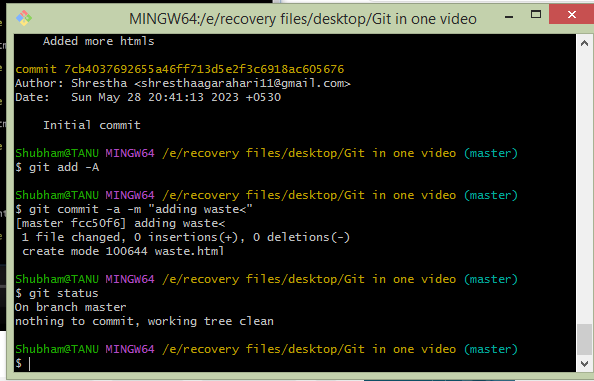 MINGW64:/e/recovery files/desktop/Git in one video
Added more htmls
commit 7cb4037692655a46ff713d5e2f3c6918ac605676
Author: Shrestha <shresthaagarahari11@gmail.com>
Date:   Sun May 28 20:41:13 2023 +0530
Initial commit
Shubham@TANU MINGW64 /e/recovery files/desktop/Git in one video (master)
$ git add -A
Shubham@TANU MINGW64 /e/recovery files/desktop/Git in one video (master)
$ git commit -a -m "adding waste<"
[master fcc50f6] adding waste<
1 file changed, 0 insertions(+), 0 deletions(-)
create mode 100644 waste.html
Shubham@TANU MINGW64 /e/recovery files/desktop/Git in one video (master)
$ git status
On branch master
nothing to commit, working tree clean
Shubham@TANU MINGW64 /e/recovery files/desktop/Git in one video (master)
$